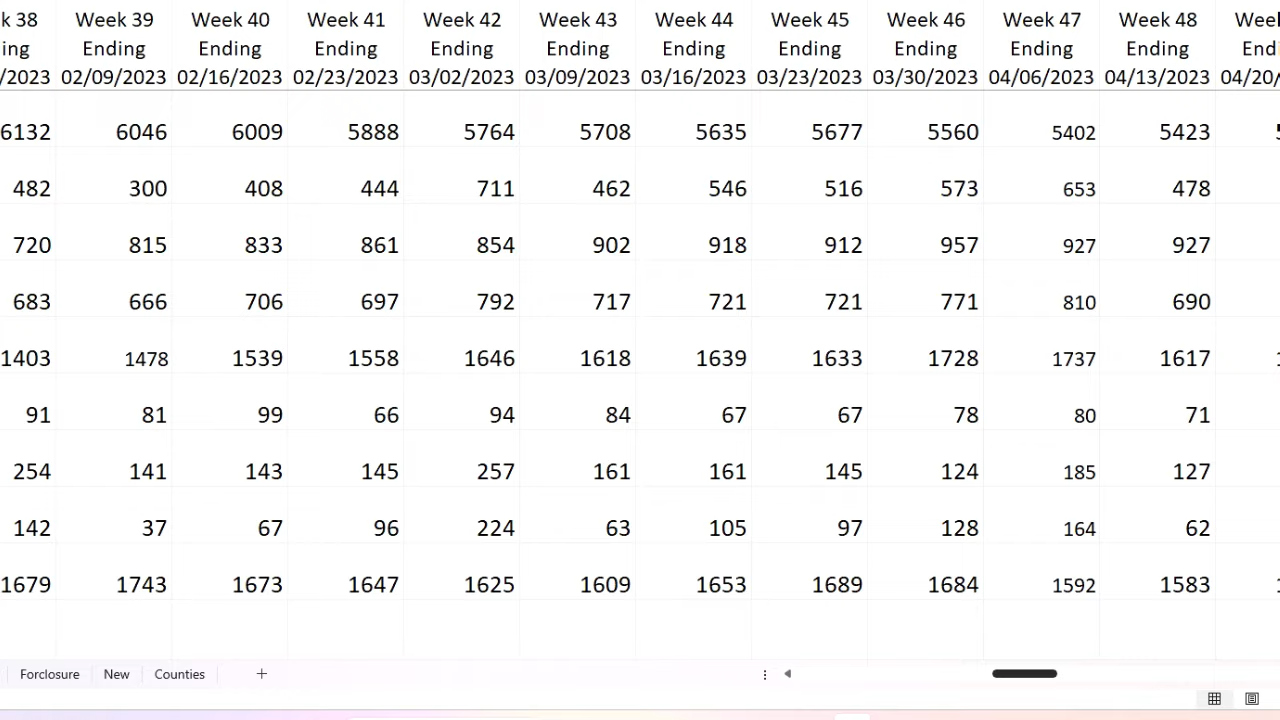 k 38 Week 39 Week 40 Week 41 Week 42 Week 43 Week 44 Week 45 Week 46 Week 47 Week 48 Wee
ing Ending Ending Ending Ending Ending Ending Ending Ending Ending Ending Endi
/2023 02/09/2023 02/16/2023 02/23/2023 03/02/2023 03/09/2023 03/16/2023 03/23/2023 03/30/2023 04/06/2023 04/13/2023 04/20/
6132 6046 6009 5888 5764 5708 5635 5677 5560 5402 5423
482 300 408 444 711 462 546 516 573 653 478
720 815 833 861 854 902 918 912 957 927 927
683 666 706 697 792 717 721 721 771 810 690
1403 1478 1539 1558 1646 1618 1639 1633 1728 1737 1617
91 81 99 66 94 84 67 67 78 80 71
254 141 143 145 257 161 161 145 124 185 127
142 37 67 96 224 63 105 97 128 164 62
1679 1743 1673 1647 1625 1609 1653 1689 1684 1592 1583
Forclosure New Counties +